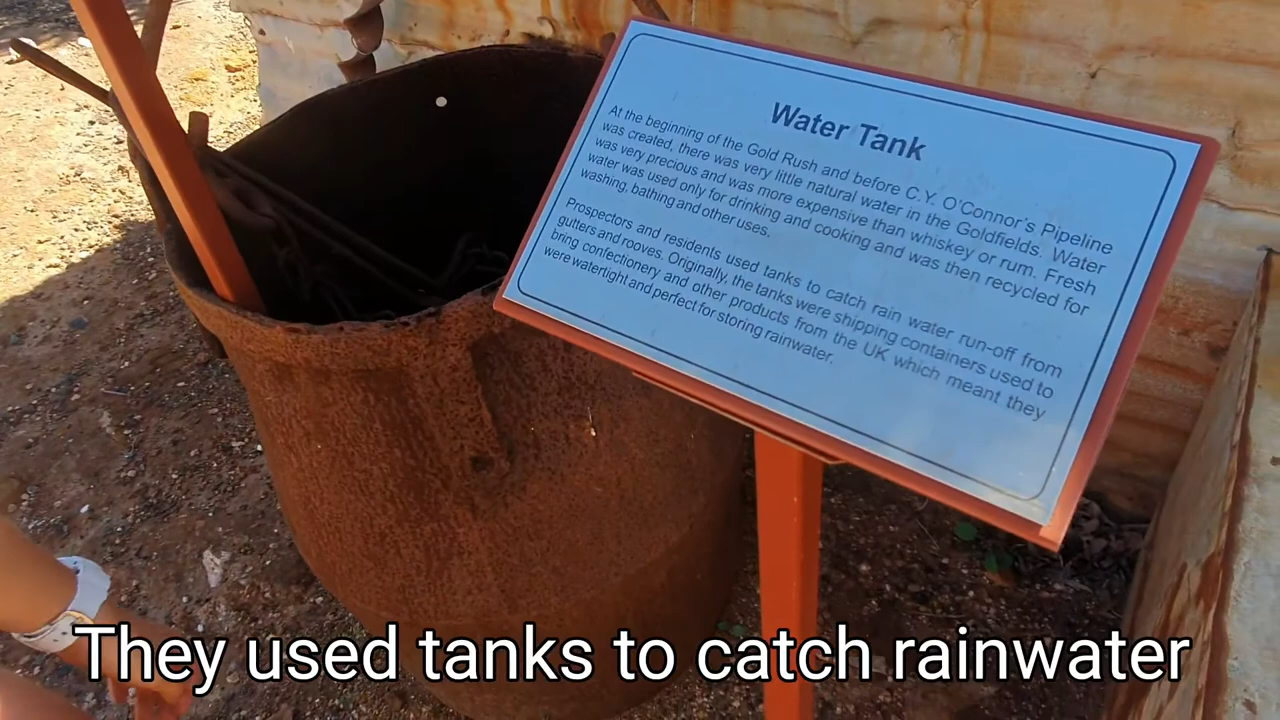 Water Tank
At the beginning of the Gold Rush and before C.Y. O'Connor's Pipeline
was created, there was very little natural water in the Goldfields. Water
was very precious and was more expensive than whiskey or rum. Fresh
water was used only for drinking and cooking and was then recycled for
washing, bathing and other uses.
Prospectors and residents used tanks to catch rain water run-off from
gutters and rooves. Originally, the tanks were shipping containers used to
bring confectionery and other products from the UK which meant they
were watertight and perfect for storing rainwater.
They used tanks to catch rainwater